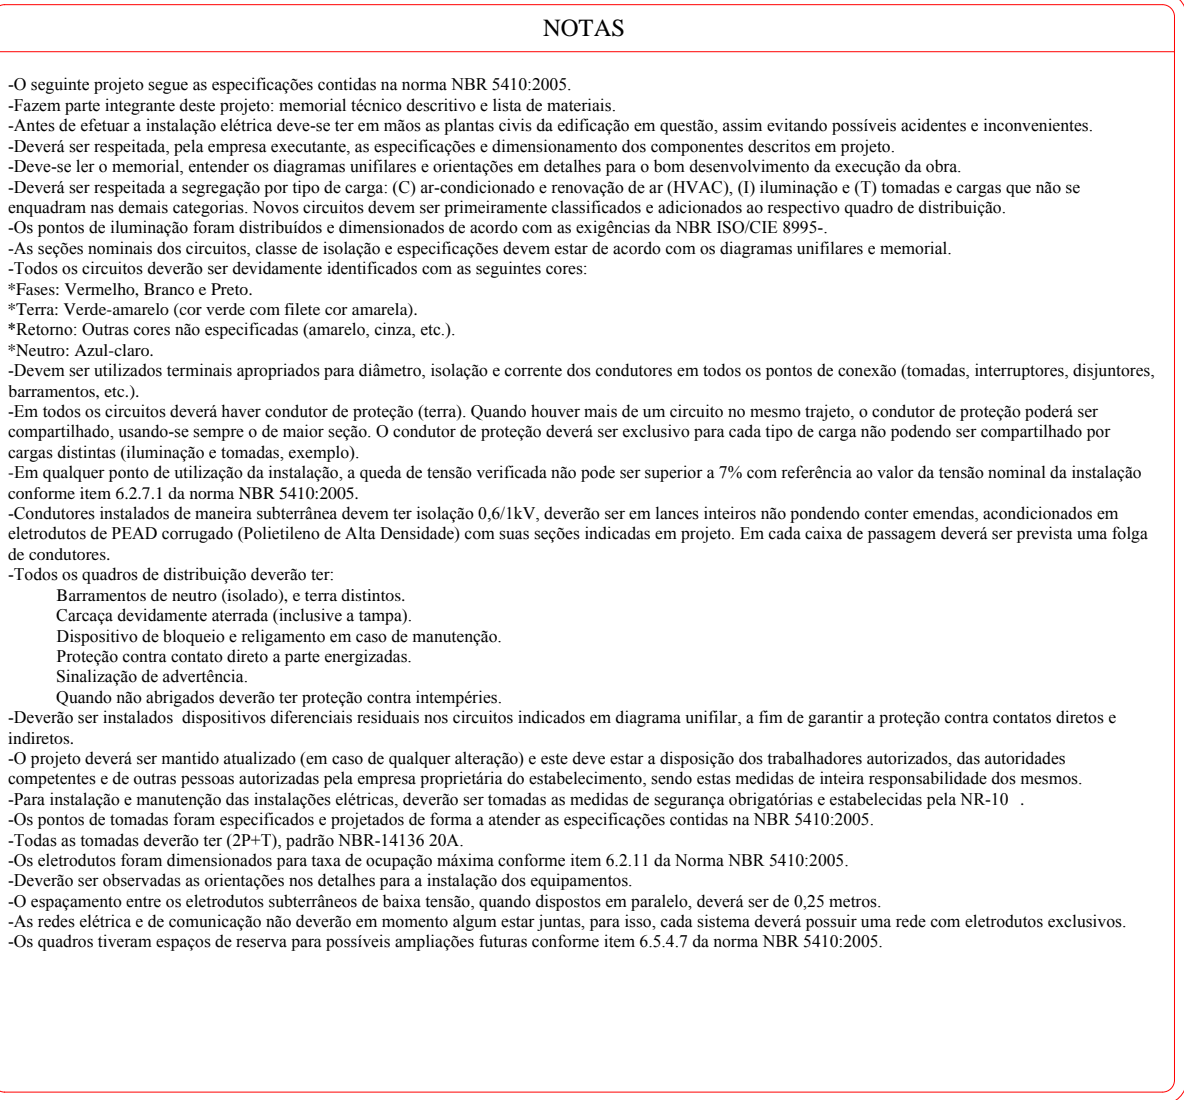 NOTAS
-O seguinte projeto segue as especificações contidas na norma NBR 5410:2005.
-Fazem parte integrante deste projeto: memorial técnico descritivo e lista de materiais.
-Antes de efetuar a instalação elétrica deve-se ter em mãos as plantas civis da edificação em questão, assim evitando possíveis acidentes e inconvenientes.
-Deverá ser respeitada, pela empresa executante, as especificações e dimensionamento dos componentes descritos em projeto.
-Deve-se ler o memorial, entender os diagramas unifilares e orientações em detalhes para o bom desenvolvimento da execução da obra.
-Deverá ser respeitada a segregação por tipo de carga: (C) ar-condicionado e renovação de ar (HVAC), (I) iluminação e (T) tomadas e cargas que não se
enquadram nas demais categorias. Novos circuitos devem ser primeiramente classificados e adicionados ao respectivo quadro de distribuição.
-Os pontos de iluminação foram distribuídos e dimensionados de acordo com as exigências da NBR ISO/CIE 8995-.
-As seções nominais dos circuitos, classe de isolação e especificações devem estar de acordo com os diagramas unifilares e memorial.
-Todos os circuitos deverão ser devidamente identificados com as seguintes cores:
*Fases: Vermelho, Branco e Preto.
*Terra: Verde-amarelo (cor verde com filete cor amarela).
*Retorno: Outras cores não especificadas (amarelo, cinza, etc.).
*Neutro: Azul-claro.
-Devem ser utilizados terminais apropriados para diâmetro, isolação e corrente dos condutores em todos os pontos de conexão (tomadas, interruptores, disjuntores,
barramentos, etc.).
-Em todos os circuitos deverá haver condutor de proteção (terra). Quando houver mais de um circuito no mesmo trajeto, o condutor de proteção poderá ser
compartilhado, usando-se sempre o de maior seção. O condutor de proteção deverá ser exclusivo para cada tipo de carga não podendo ser compartilhado por
cargas distintas (iluminação e tomadas, exemplo).
-Em qualquer ponto de utilização da instalação, a queda de tensão verificada não pode ser superior a 7% com referência ao valor da tensão nominal da instalação
conforme item 6.2.7.1 da norma NBR 5410:2005.
-Condutores instalados de maneira subterrânea devem ter isolação 0,6/1kV, deverão ser em lances inteiros não pondendo conter emendas, acondicionados em
eletrodutos de PEAD corrugado (Polietileno de Alta Densidade) com suas seções indicadas em projeto. Em cada caixa de passagem deverá ser prevista uma folga
de condutores.
-Todos os quadros de distribuição deverão ter:
Barramentos de neutro (isolado), e terra distintos.
Carcaça devidamente aterrada (inclusive a tampa).
Dispositivo de bloqueio e religamento em caso de manutenção.
Proteção contra contato direto a parte energizadas.
Sinalização de advertência.
Quando não abrigados deverão ter proteção contra intempéries.
-Deverão ser instalados dispositivos diferenciais residuais nos circuitos indicados em diagrama unifilar, a fim de garantir a proteção contra contatos diretos e
indiretos.
-O projeto deverá ser mantido atualizado (em caso de qualquer alteração) e este deve estar a disposição dos trabalhadores autorizados, das autoridades
competentes e de outras pessoas autorizadas pela empresa proprietária do estabelecimento, sendo estas medidas de inteira responsabilidade dos mesmos.
-Para instalação e manutenção das instalações elétricas, deverão ser tomadas as medidas de segurança obrigatórias e estabelecidas pela NR-10 .
-Os pontos de tomadas foram especificados e projetados de forma a atender as especificações contidas na NBR 5410:2005.
-Todas as tomadas deverão ter (2P+T), padrão NBR-14136 20A.
-Os eletrodutos foram dimensionados para taxa de ocupação máxima conforme item 6.2.11 da Norma NBR 5410:2005.
-Deverão ser observadas as orientações nos detalhes para a instalação dos equipamentos.
-O espaçamento entre os eletrodutos subterrâneos de baixa tensão, quando dispostos em paralelo, deverá ser de 0,25 metros.
-As redes elétrica e de comunicação não deverão em momento algum estar juntas, para isso, cada sistema deverá possuir uma rede com eletrodutos exclusivos.
-Os quadros tiveram espaços de reserva para possíveis ampliações futuras conforme item 6.5.4.7 da norma NBR 5410:2005.